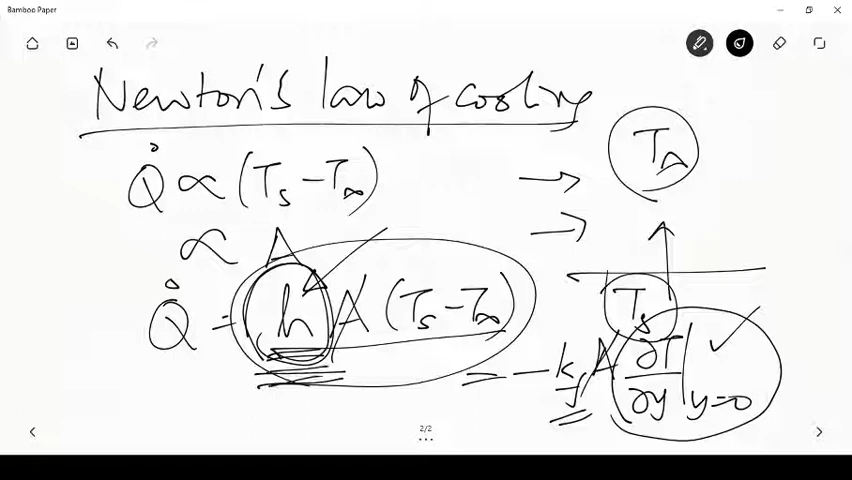 Bamboo Paper
Newton's law of cooling
Q̇ ∝ (Ts − T∞)
∝ A
Q̇ = h A (Ts − T∞)
T∞
Ts
= − kf A ∂T/∂y | y=0
2/2